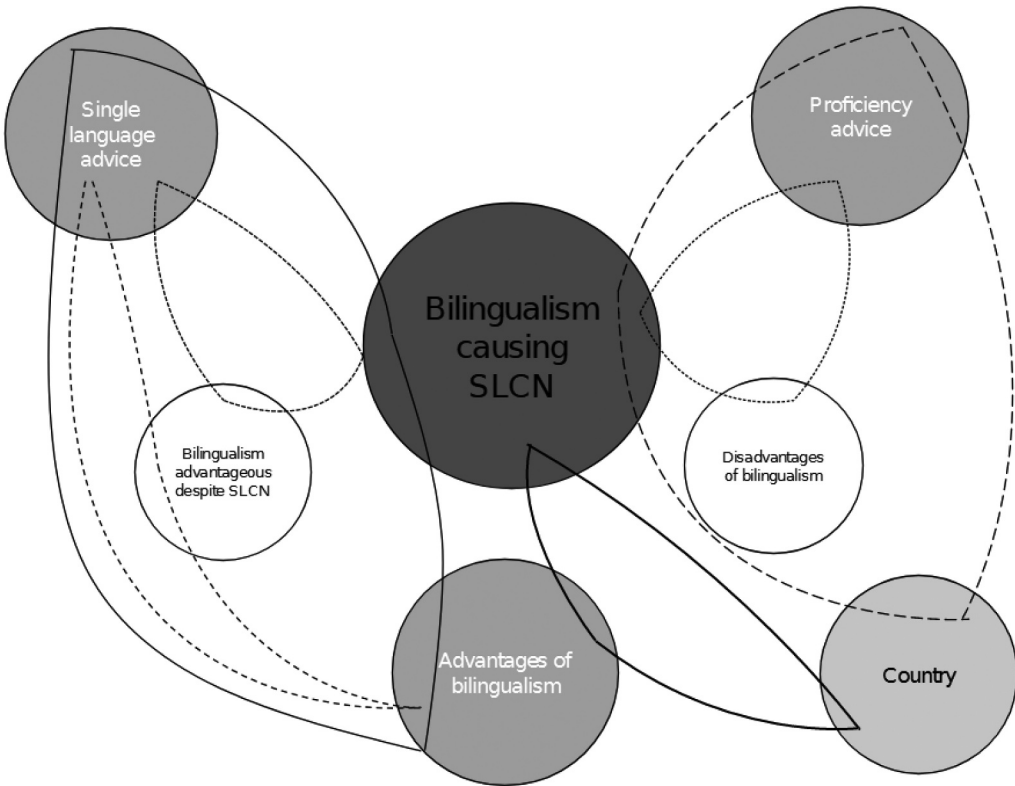 Single
language
advice
Proficiency
advice
Bilingualism
causing
SLCN
Bilingualism
advantageous
despite SLCN
Disadvantages
of bilingualism
Advantages of
bilingualism
Country